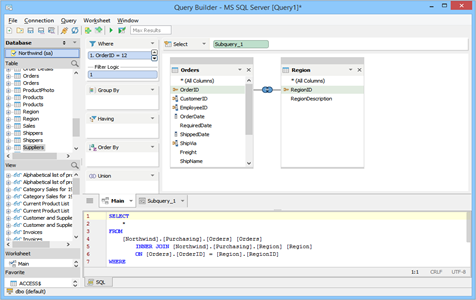 Query Builder - MS SQL Server [Query1]*
File Connection Query Worksheet Window
Max Results
Database
Northwind (sa)
Table
Order Details
Orders
Orders
ProductPhoto
Products
Products
Region
Region
Sales
Shippers
Shippers
Suppliers
View
Alphabetical list of pr
Alphabetical list of pr
Category Sales for 19
Category Sales for 19
Current Product List
Current Product List
Customer and Supplie
Customer and Supplie
Invoices
Invoices
Worksheet
Main
Favorite
ACCESS$
dbo (default)
Where
1. OrderID = 12
Filter Logic
1
Group By
Having
Order By
Union
Select
Subquery_1
Orders
* (All Columns)
OrderID
CustomerID
EmployeeID
OrderDate
RequiredDate
ShippedDate
ShipVia
Freight
ShipName
Region
* (All Columns)
RegionID
RegionDescription
Main
Subquery_1
1 SELECT
2 *
3 FROM
4 [Northwind].[Purchasing].[Orders] [Orders]
5 INNER JOIN [Northwind].[Purchasing].[Region] [Region]
6 ON [Orders].[OrderID] = [Region].[RegionID]
7 WHERE
1:1 CRLF UTF-8
SQL